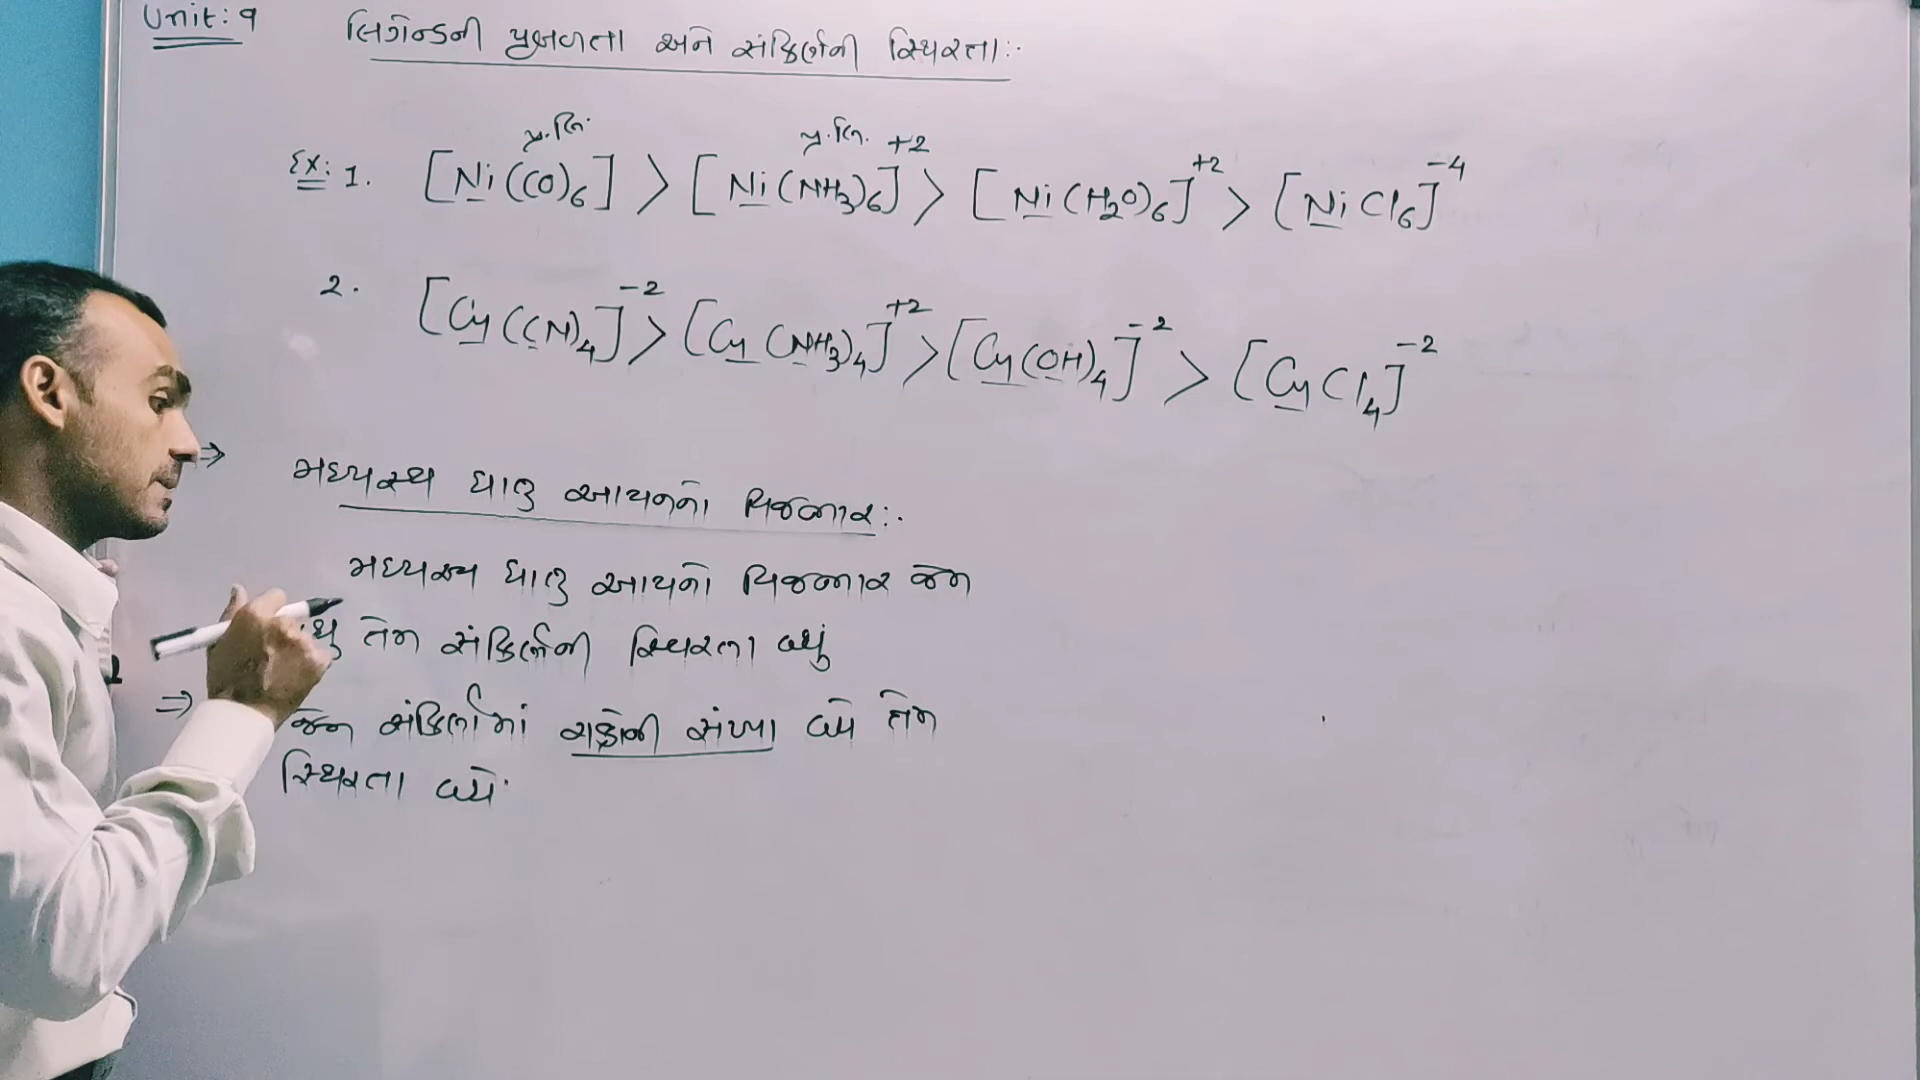 Unit: 9
લિગેન્ડની પ્રબળતા અને સંકિર્ણની સ્થિરતા:-
પ્ર.લિ. પ્ર.લિ.
Ex: 1. [Ni(CO)6] > [Ni(NH3)6]+2 > [Ni(H2O)6]+2 > [NiCl6]-4
2. [Cu(CN)4]-2 > [Cu(NH3)4]+2 > [Cu(OH)4]-2 > [CuCl4]-2
⇒ મધ્યસ્થ ધાતુ આયનનો વિજભાર:-
મધ્યસ્થ ધાતુ આયનો વિજભાર જેમ
વધુ તેમ સંકિર્ણની સ્થિરતા વધુ
⇒ જેમ સંકિર્ણમાં ચક્રોની સંખ્યા વધે તેમ
સ્થિરતા વધે.